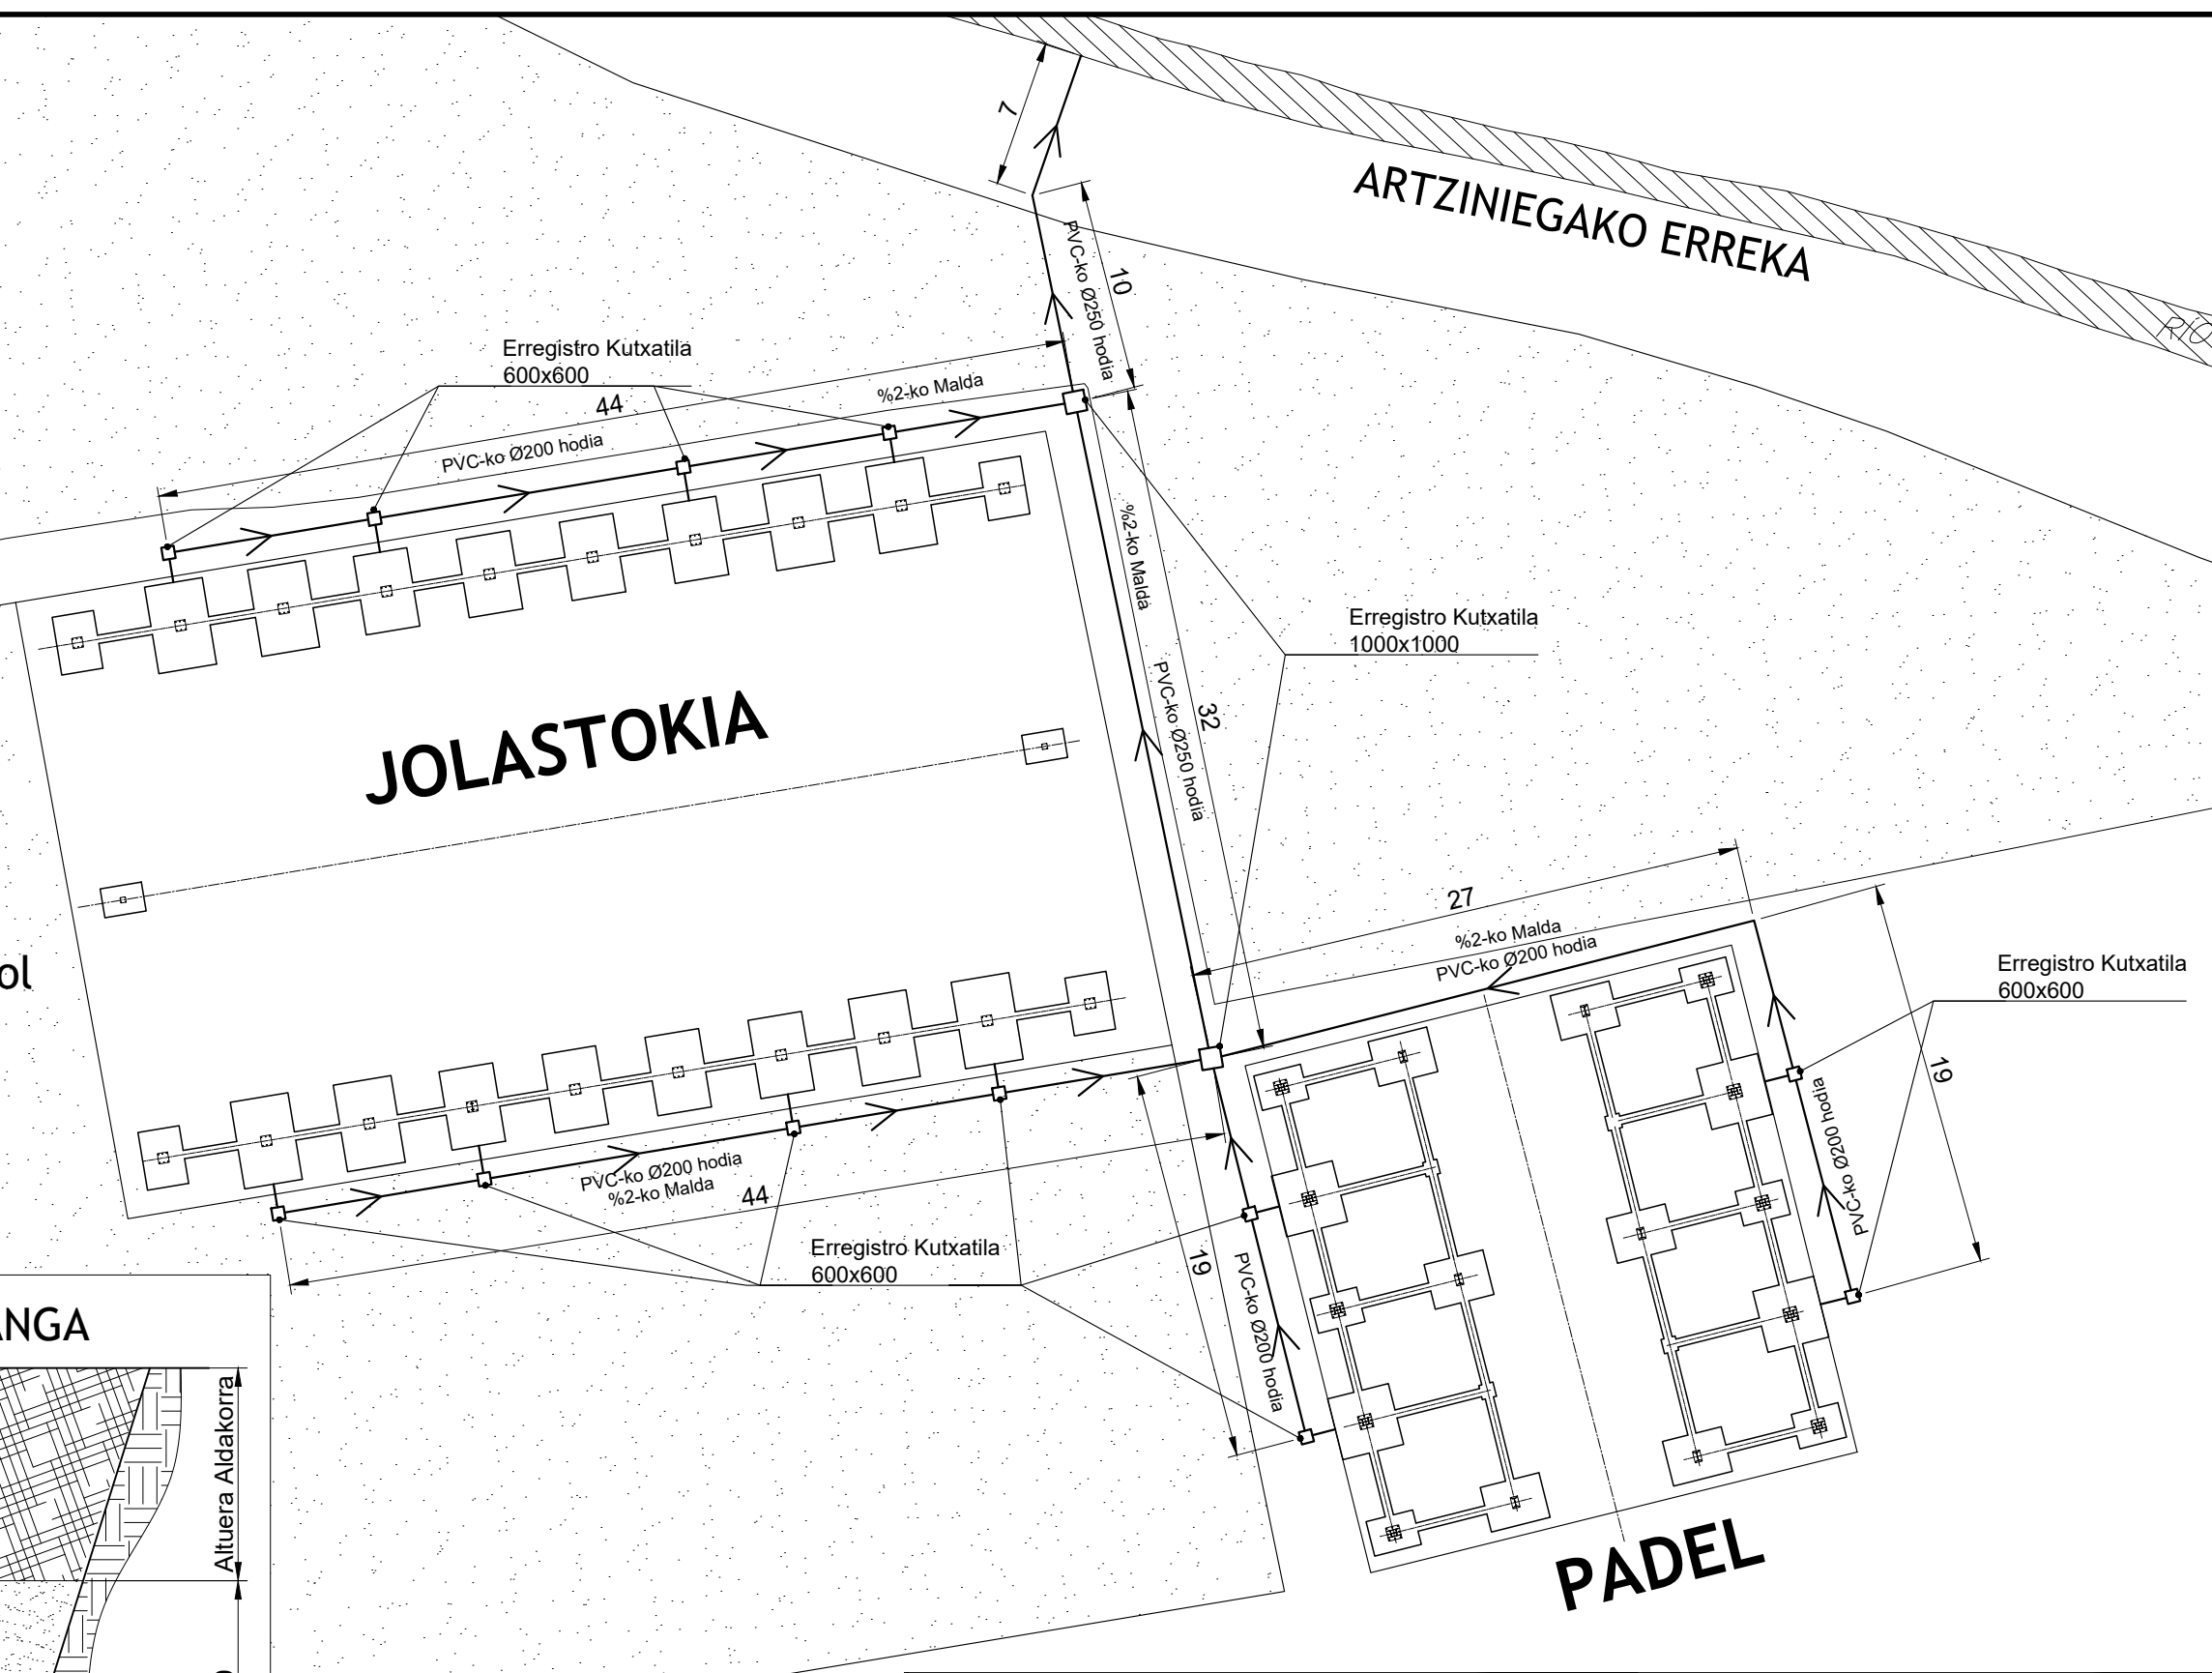 7
ARTZINIEGAKO ERREKA
PVC-ko Ø250 hodia
10
Erregistro Kutxatila
600x600
44
%2-ko Malda
PVC-ko Ø200 hodia
%2-ko Malda
PVC-ko Ø250 hodia
32
Erregistro Kutxatila
1000x1000
JOLASTOKIA
27
%2-ko Malda
PVC-ko Ø200 hodia
Erregistro Kutxatila
600x600
ol
19
PVC-ko Ø200 hodia
PVC-ko Ø200 hodia
%2-ko Malda
44
Erregistro Kutxatila
600x600
19
PVC-ko Ø200 hodia
ANGA
Altuera Aldakorra
PADEL